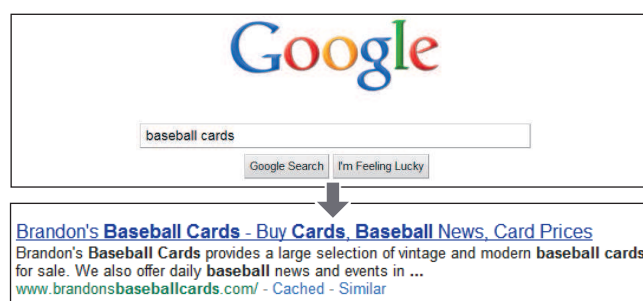 Google
baseball cards
Google Search I'm Feeling Lucky
Brandon's Baseball Cards - Buy Cards, Baseball News, Card Prices
Brandon's Baseball Cards provides a large selection of vintage and modern baseball cards
for sale. We also offer daily baseball news and events in ...
www.brandonsbaseballcards.com/ - Cached - Similar